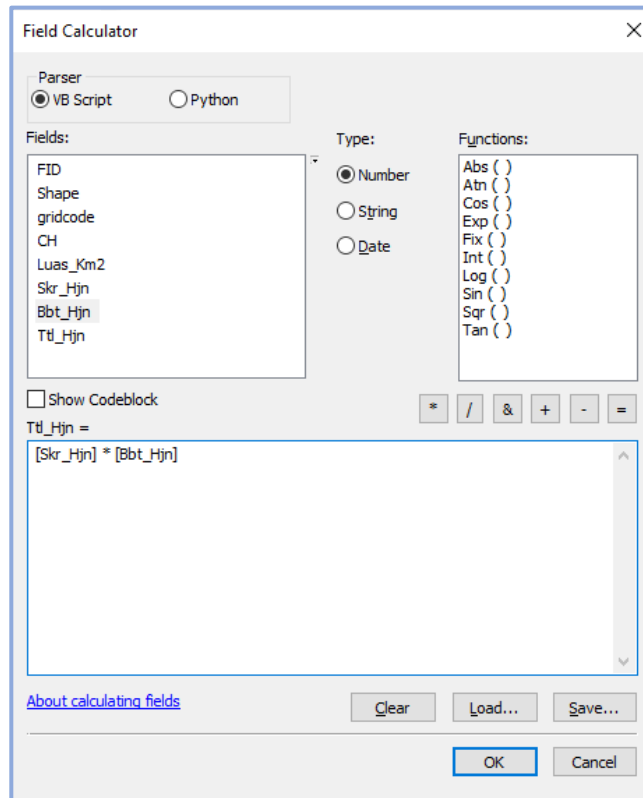 Field Calculator
Parser
VB Script
Python
Fields:
FID
Shape
gridcode
CH
Luas_Km2
Skr_Hjn
Bbt_Hjn
Ttl_Hjn
Type:
Number
String
Date
Functions:
Abs ( )
Atn ( )
Cos ( )
Exp ( )
Fix ( )
Int ( )
Log ( )
Sin ( )
Sqr ( )
Tan ( )
Show Codeblock
* / & + - =
Ttl_Hjn =
[Skr_Hjn] * [Bbt_Hjn]
About calculating fields
Clear
Load...
Save...
OK
Cancel